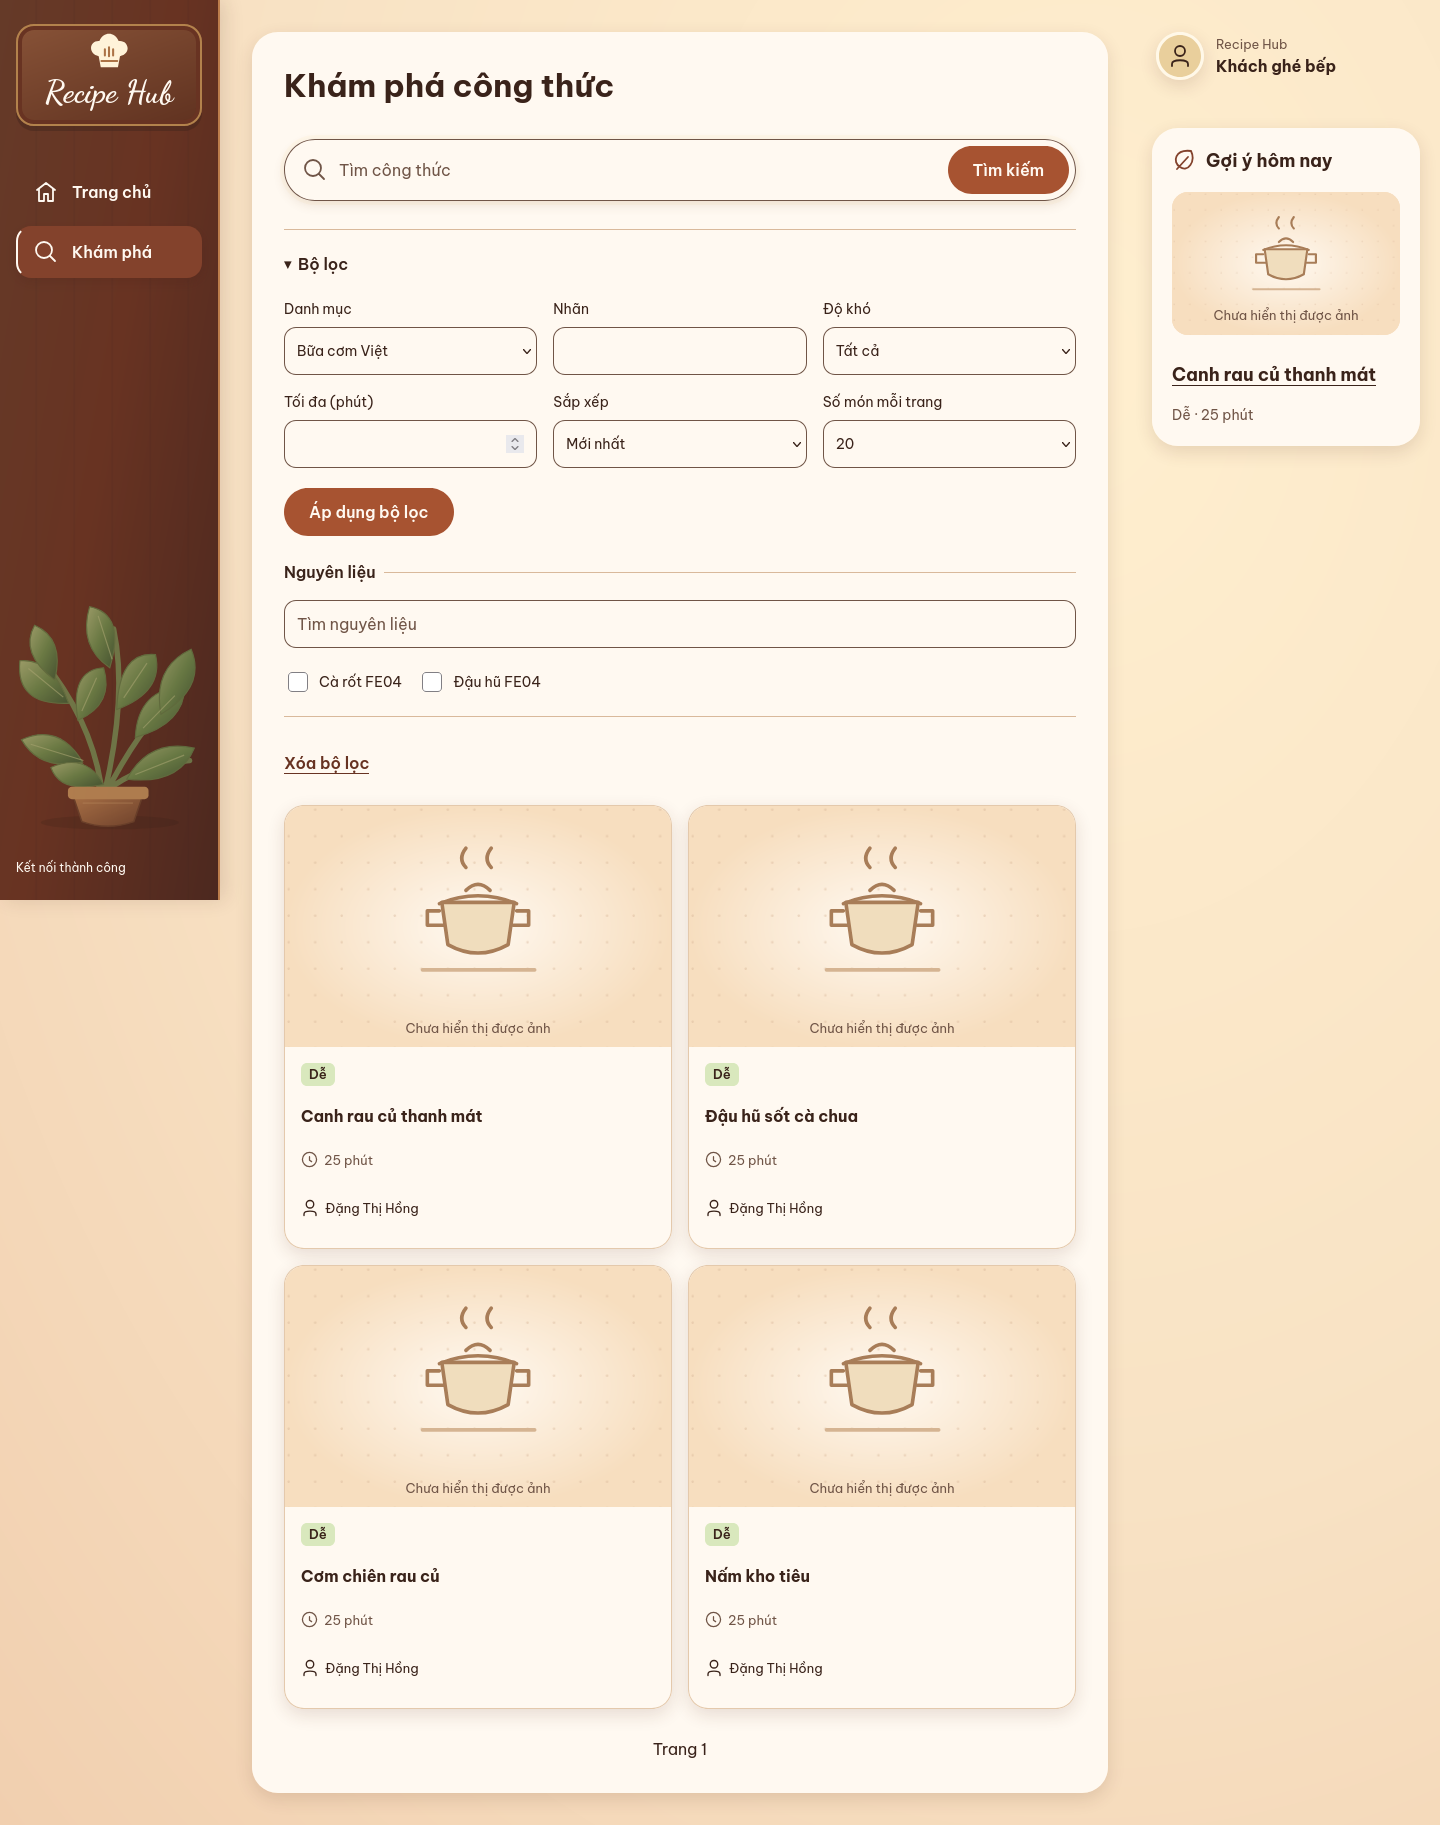 Recipe Hub
Trang chủ
Khám phá
Kết nối thành công
Khám phá công thức
Tìm công thức
Tìm kiếm
▾ Bộ lọc
Danh mục
Nhãn
Độ khó
Bữa cơm Việt
Tất cả
Tối đa (phút)
Sắp xếp
Số món mỗi trang
Mới nhất
20
Áp dụng bộ lọc
Nguyên liệu
Tìm nguyên liệu
Cà rốt FE04
Đậu hũ FE04
Xóa bộ lọc
Chưa hiển thị được ảnh
Dễ
Canh rau củ thanh mát
25 phút
Đặng Thị Hồng
Chưa hiển thị được ảnh
Dễ
Đậu hũ sốt cà chua
25 phút
Đặng Thị Hồng
Chưa hiển thị được ảnh
Dễ
Cơm chiên rau củ
25 phút
Đặng Thị Hồng
Chưa hiển thị được ảnh
Dễ
Nấm kho tiêu
25 phút
Đặng Thị Hồng
Trang 1
Recipe Hub
Khách ghé bếp
Gợi ý hôm nay
Chưa hiển thị được ảnh
Canh rau củ thanh mát
Dễ · 25 phút